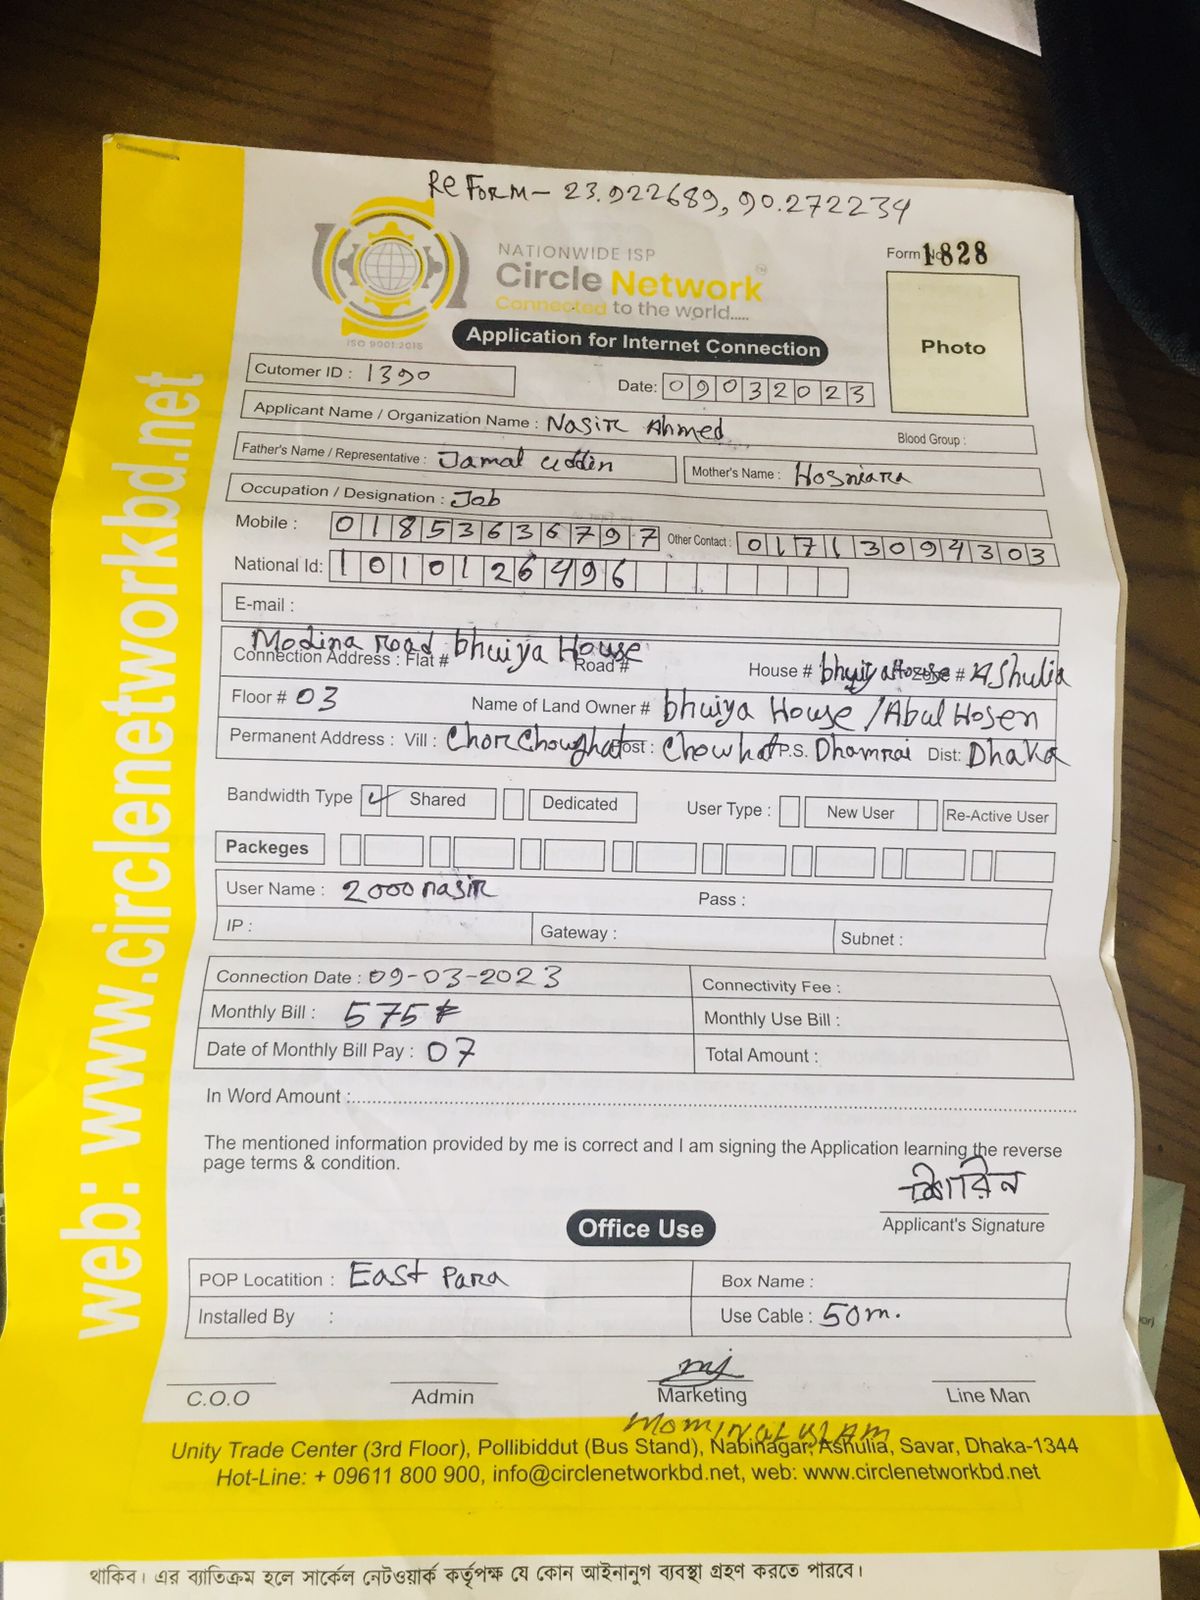 Re Form - 23.922689, 90.272234
NATIONWIDE ISP
Circle Network
Connected to the world.....
ISO 9001:2015
Form No 1828
Application for Internet Connection
Photo
Cutomer ID : 1390
Date: 09032023
Applicant Name / Organization Name : Nasir Ahmed
Blood Group :
Father's Name / Representative : Jamal uddin
Mother's Name : Hosniara
Occupation / Designation : Job
Mobile : 01853636797 Other Contact : 01713094303
National Id: 1010126496
E-mail :
Modina road bhuiya House
Connection Address : Flat # Road # House # # Ashulia
Floor # 03 Name of Land Owner # bhuiya House / Abul Hosen
Permanent Address : Vill : Chorchoughat Post : Chowhat P.S. Dhamrai Dist: Dhaka
Bandwidth Type Shared Dedicated User Type : New User Re-Active User
Packeges
User Name : 2000nasir Pass :
IP : Gateway : Subnet :
Connection Date : 09-03-2023 Connectivity Fee :
Monthly Bill : 575 Monthly Use Bill :
Date of Monthly Bill Pay : 07 Total Amount :
In Word Amount :
The mentioned information provided by me is correct and I am signing the Application learning the reverse
page terms & condition.
Applicant's Signature
Office Use
POP Locatition : East Para Box Name :
Installed By : Use Cable : 50m.
C.O.O Admin Marketing Line Man
Mominul Islam
Unity Trade Center (3rd Floor), Pollibiddut (Bus Stand), Nabinagar, Ashulia, Savar, Dhaka-1344
Hot-Line: + 09611 800 900, info@circlenetworkbd.net, web: www.circlenetworkbd.net
web: www.circlenetworkbd.net
থাকিব। এর ব্যাতিক্রম হলে সার্কেল নেটওয়ার্ক কর্তৃপক্ষ যে কোন আইনানুগ ব্যবস্থা গ্রহণ করতে পারবে।